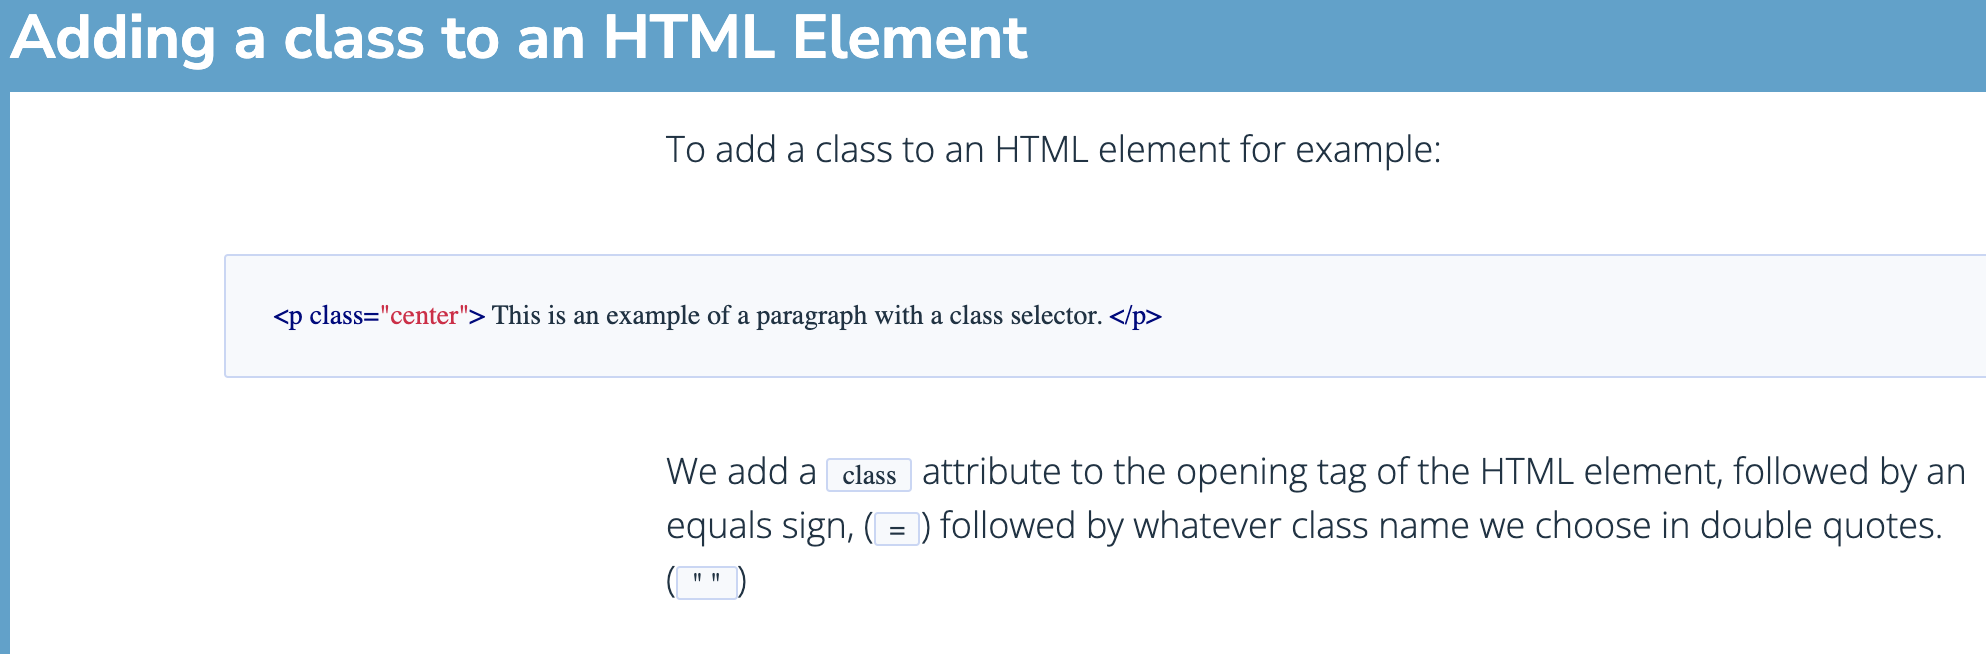 Adding a class to an HTML Element
To add a class to an HTML element for example:
<p class="center"> This is an example of a paragraph with a class selector. </p>
We add a class attribute to the opening tag of the HTML element, followed by an
equals sign, ( = ) followed by whatever class name we choose in double quotes.
( " " )